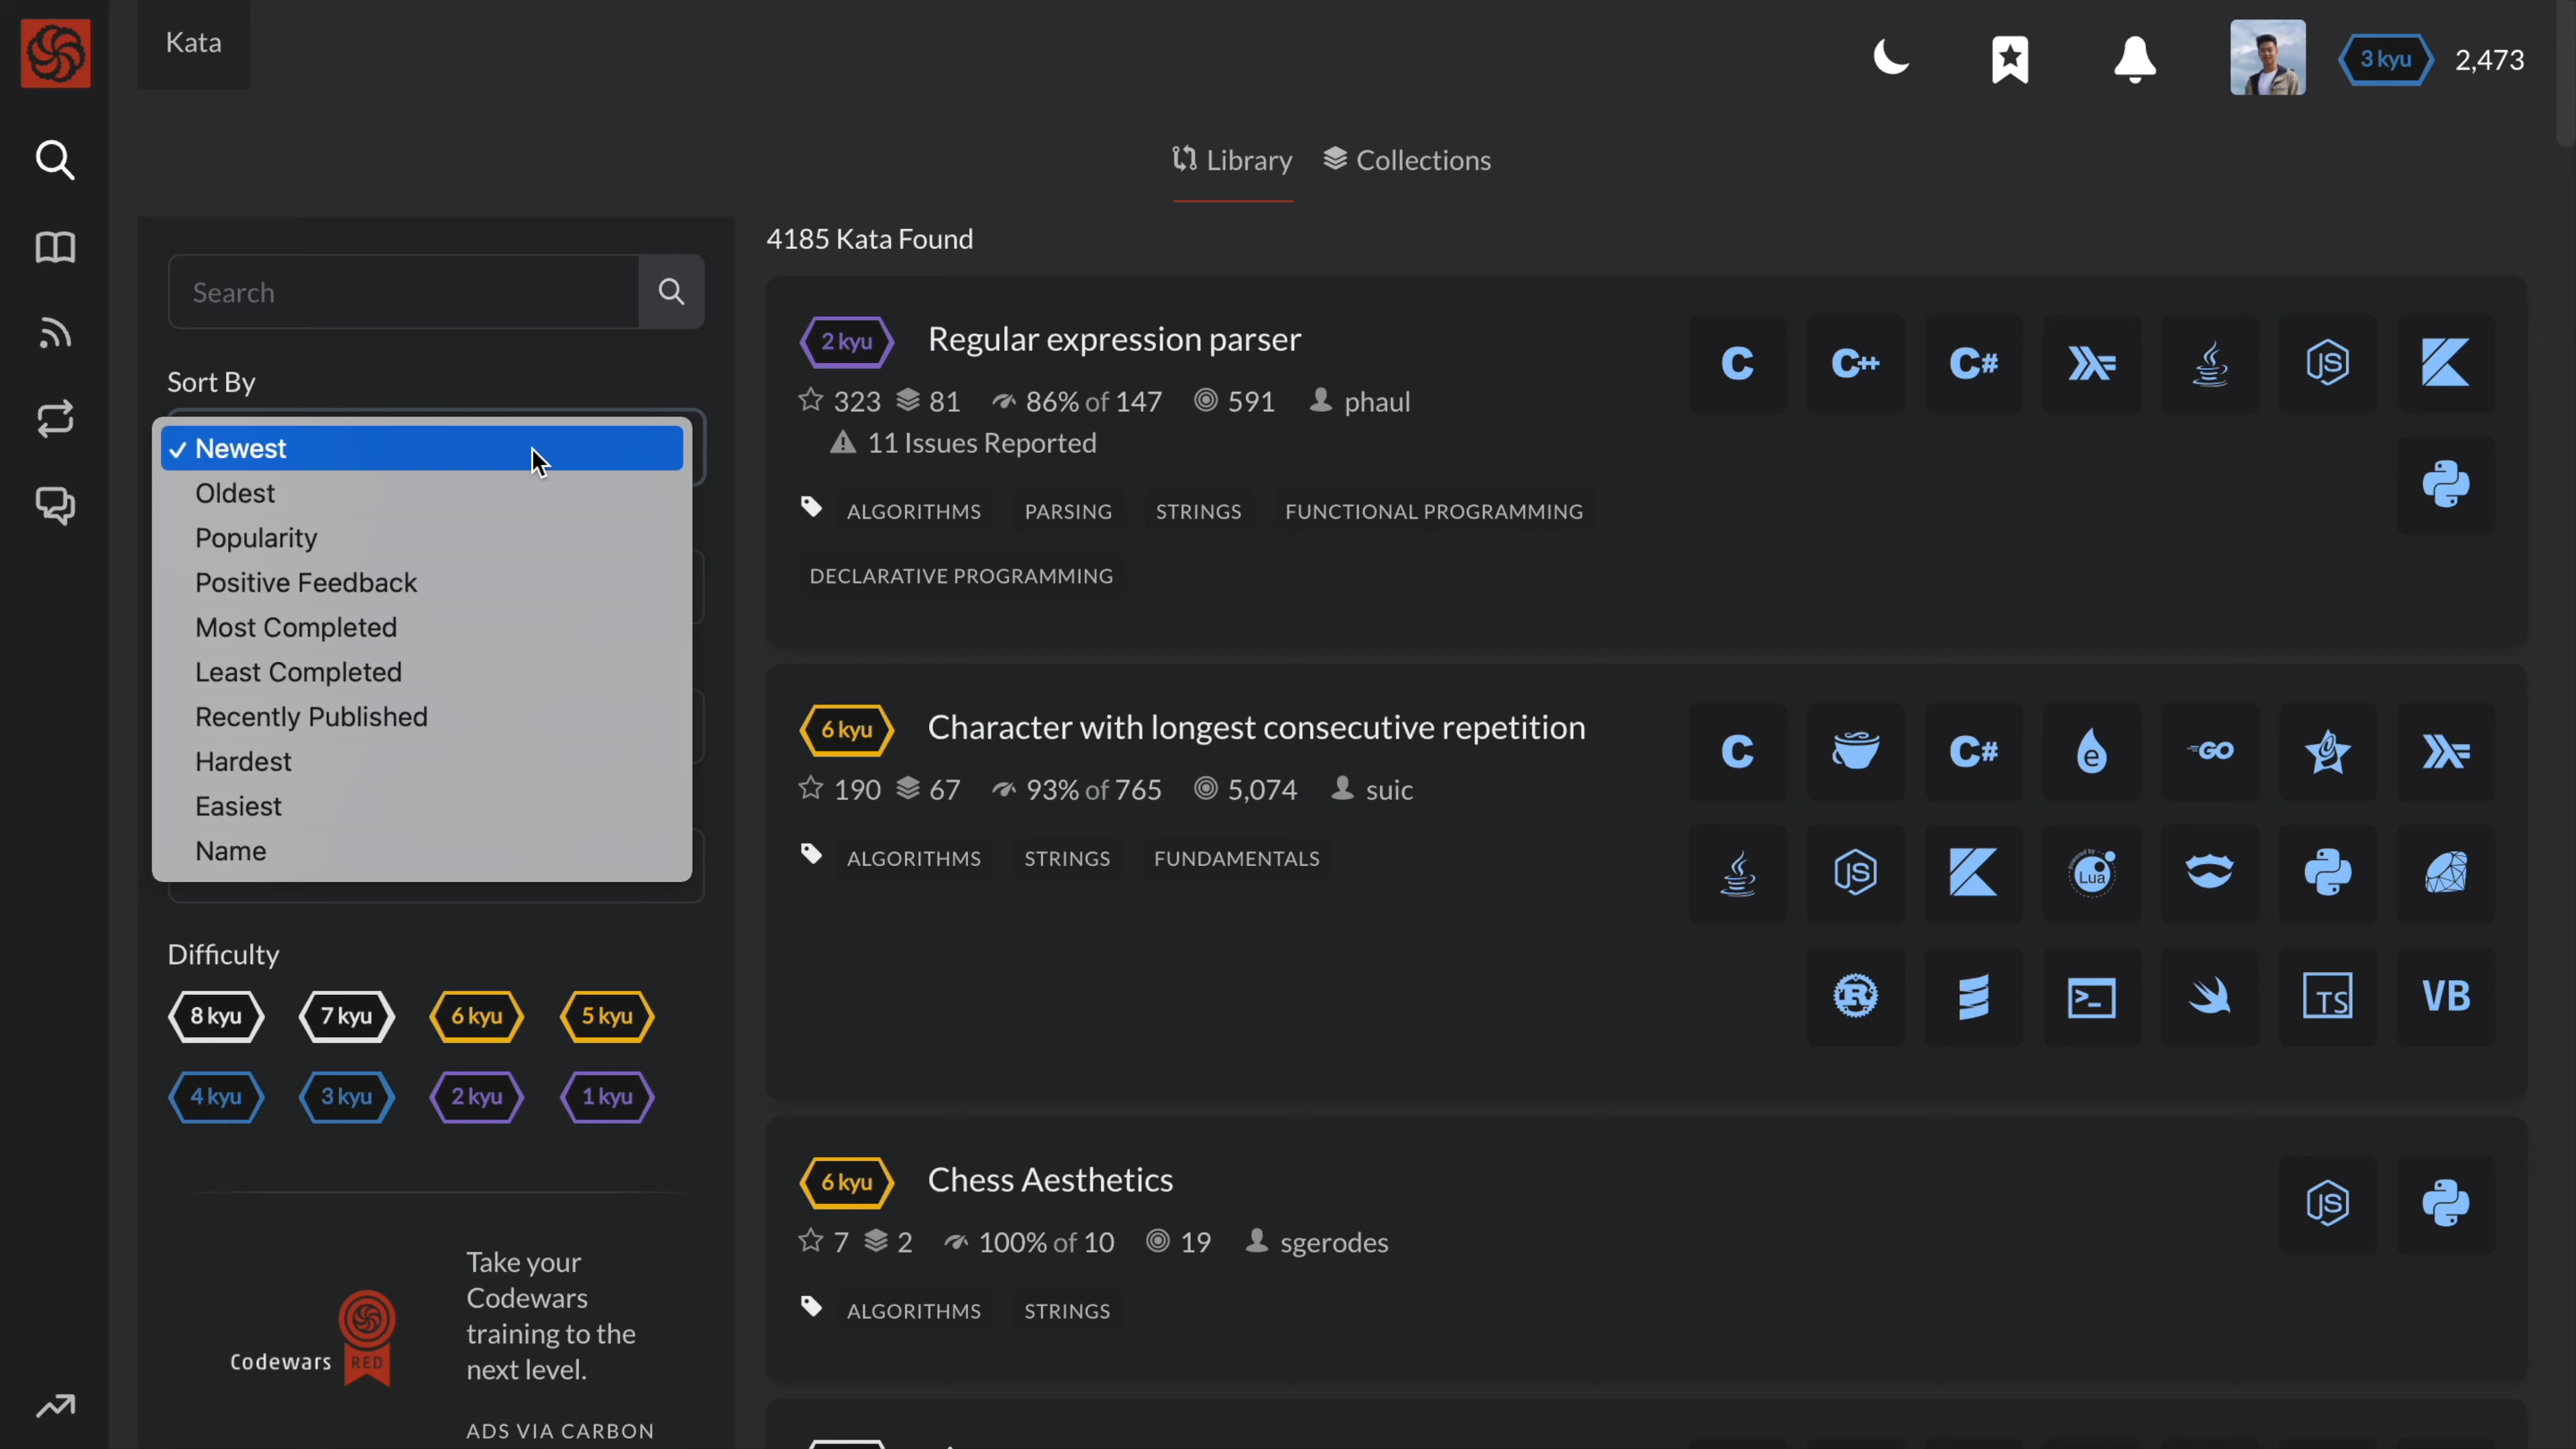 Kata
3 kyu 2,473
Library Collections
Search
Sort By
✓ Newest
Oldest
Popularity
Positive Feedback
Most Completed
Least Completed
Recently Published
Hardest
Easiest
Name
Difficulty
8 kyu 7 kyu 6 kyu 5 kyu
4 kyu 3 kyu 2 kyu 1 kyu
Codewars RED
Take your
Codewars
training to the
next level.
ADS VIA CARBON
4185 Kata Found
2 kyu Regular expression parser
323 81 86% of 147 591 phaul
11 Issues Reported
ALGORITHMS PARSING STRINGS FUNCTIONAL PROGRAMMING
DECLARATIVE PROGRAMMING
C C++ C# JS
6 kyu Character with longest consecutive repetition
190 67 93% of 765 5,074 suic
ALGORITHMS STRINGS FUNDAMENTALS
C C# e GO
JS Lua
R >_ TS VB
6 kyu Chess Aesthetics
7 2 100% of 10 19 sgerodes
ALGORITHMS STRINGS
JS